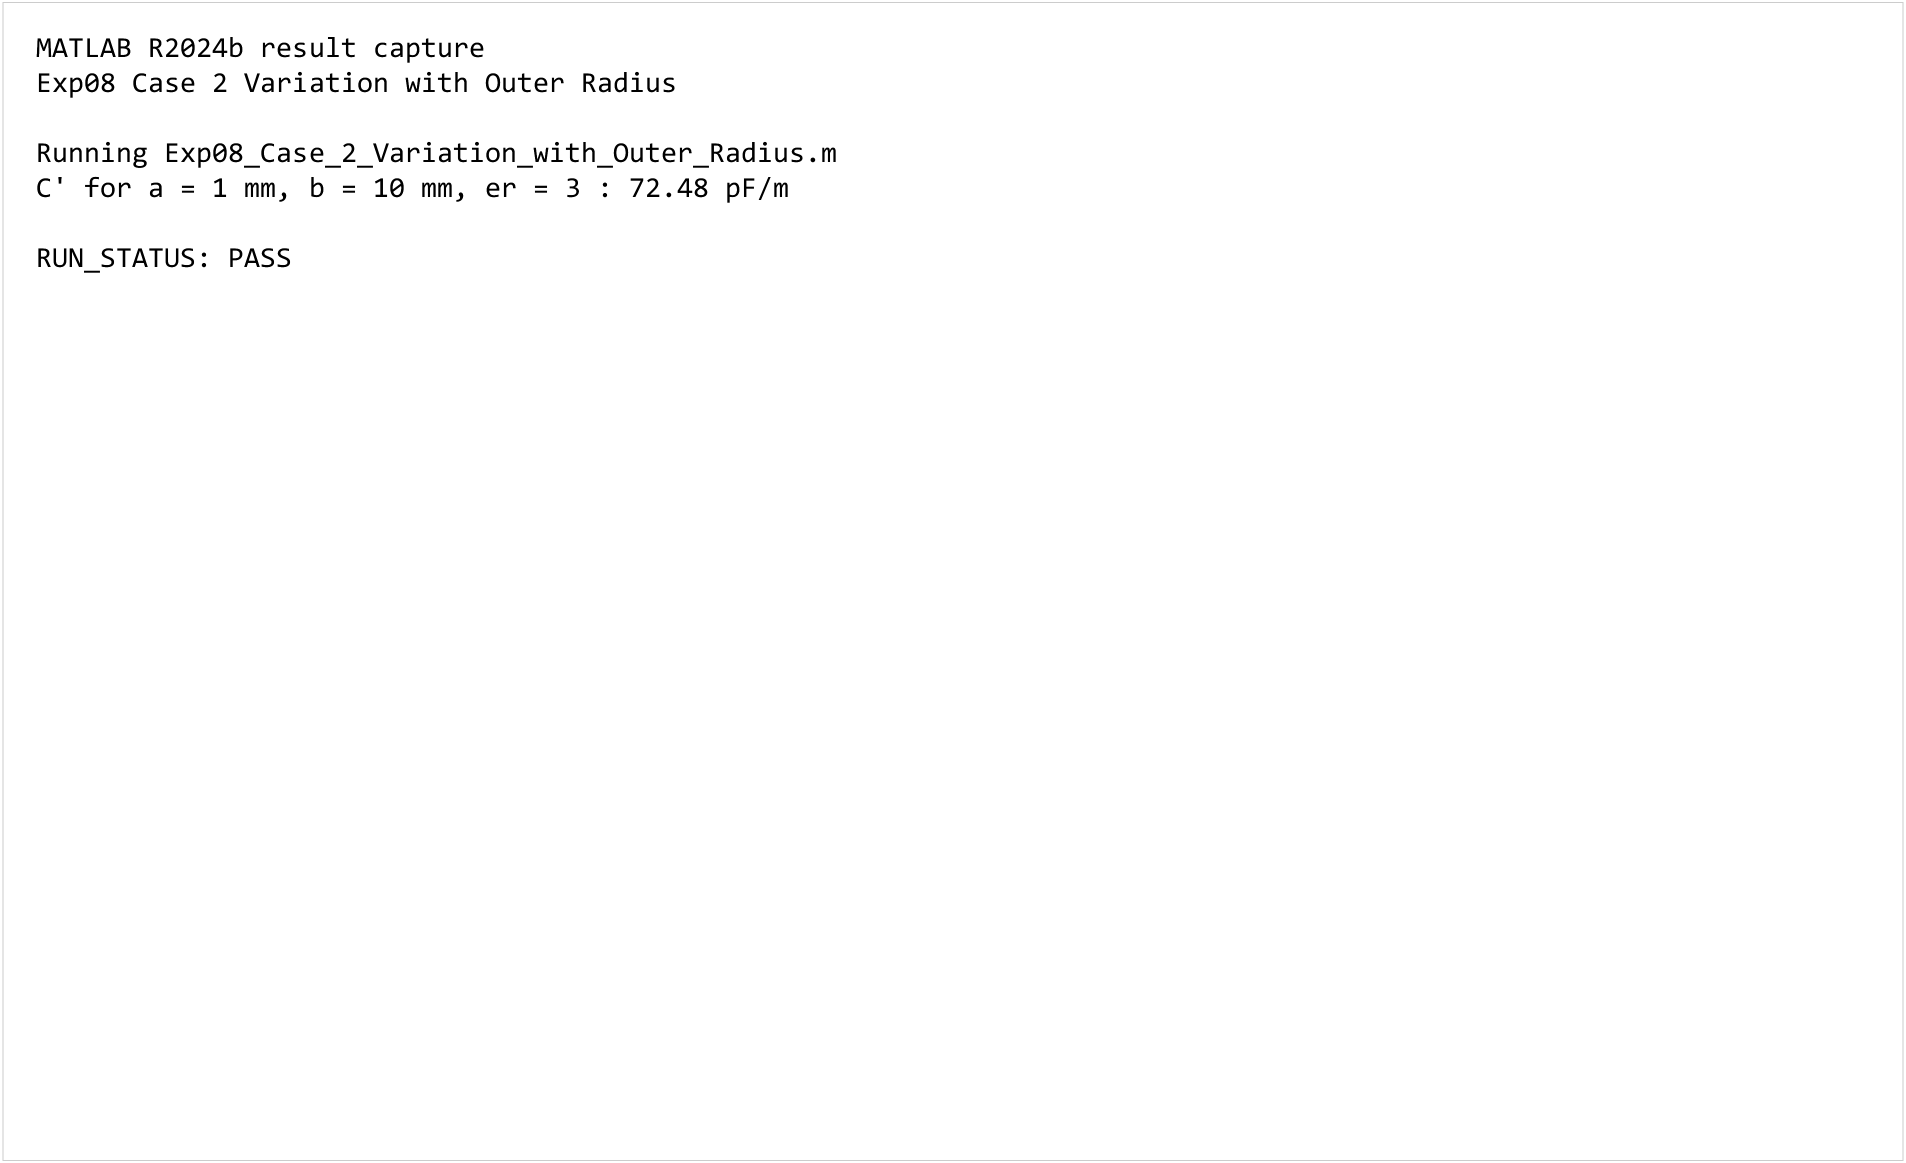 MATLAB R2024b result capture
Exp08 Case 2 Variation with Outer Radius
Running Exp08_Case_2_Variation_with_Outer_Radius.m
C' for a = 1 mm, b = 10 mm, er = 3 : 72.48 pF/m
RUN_STATUS: PASS